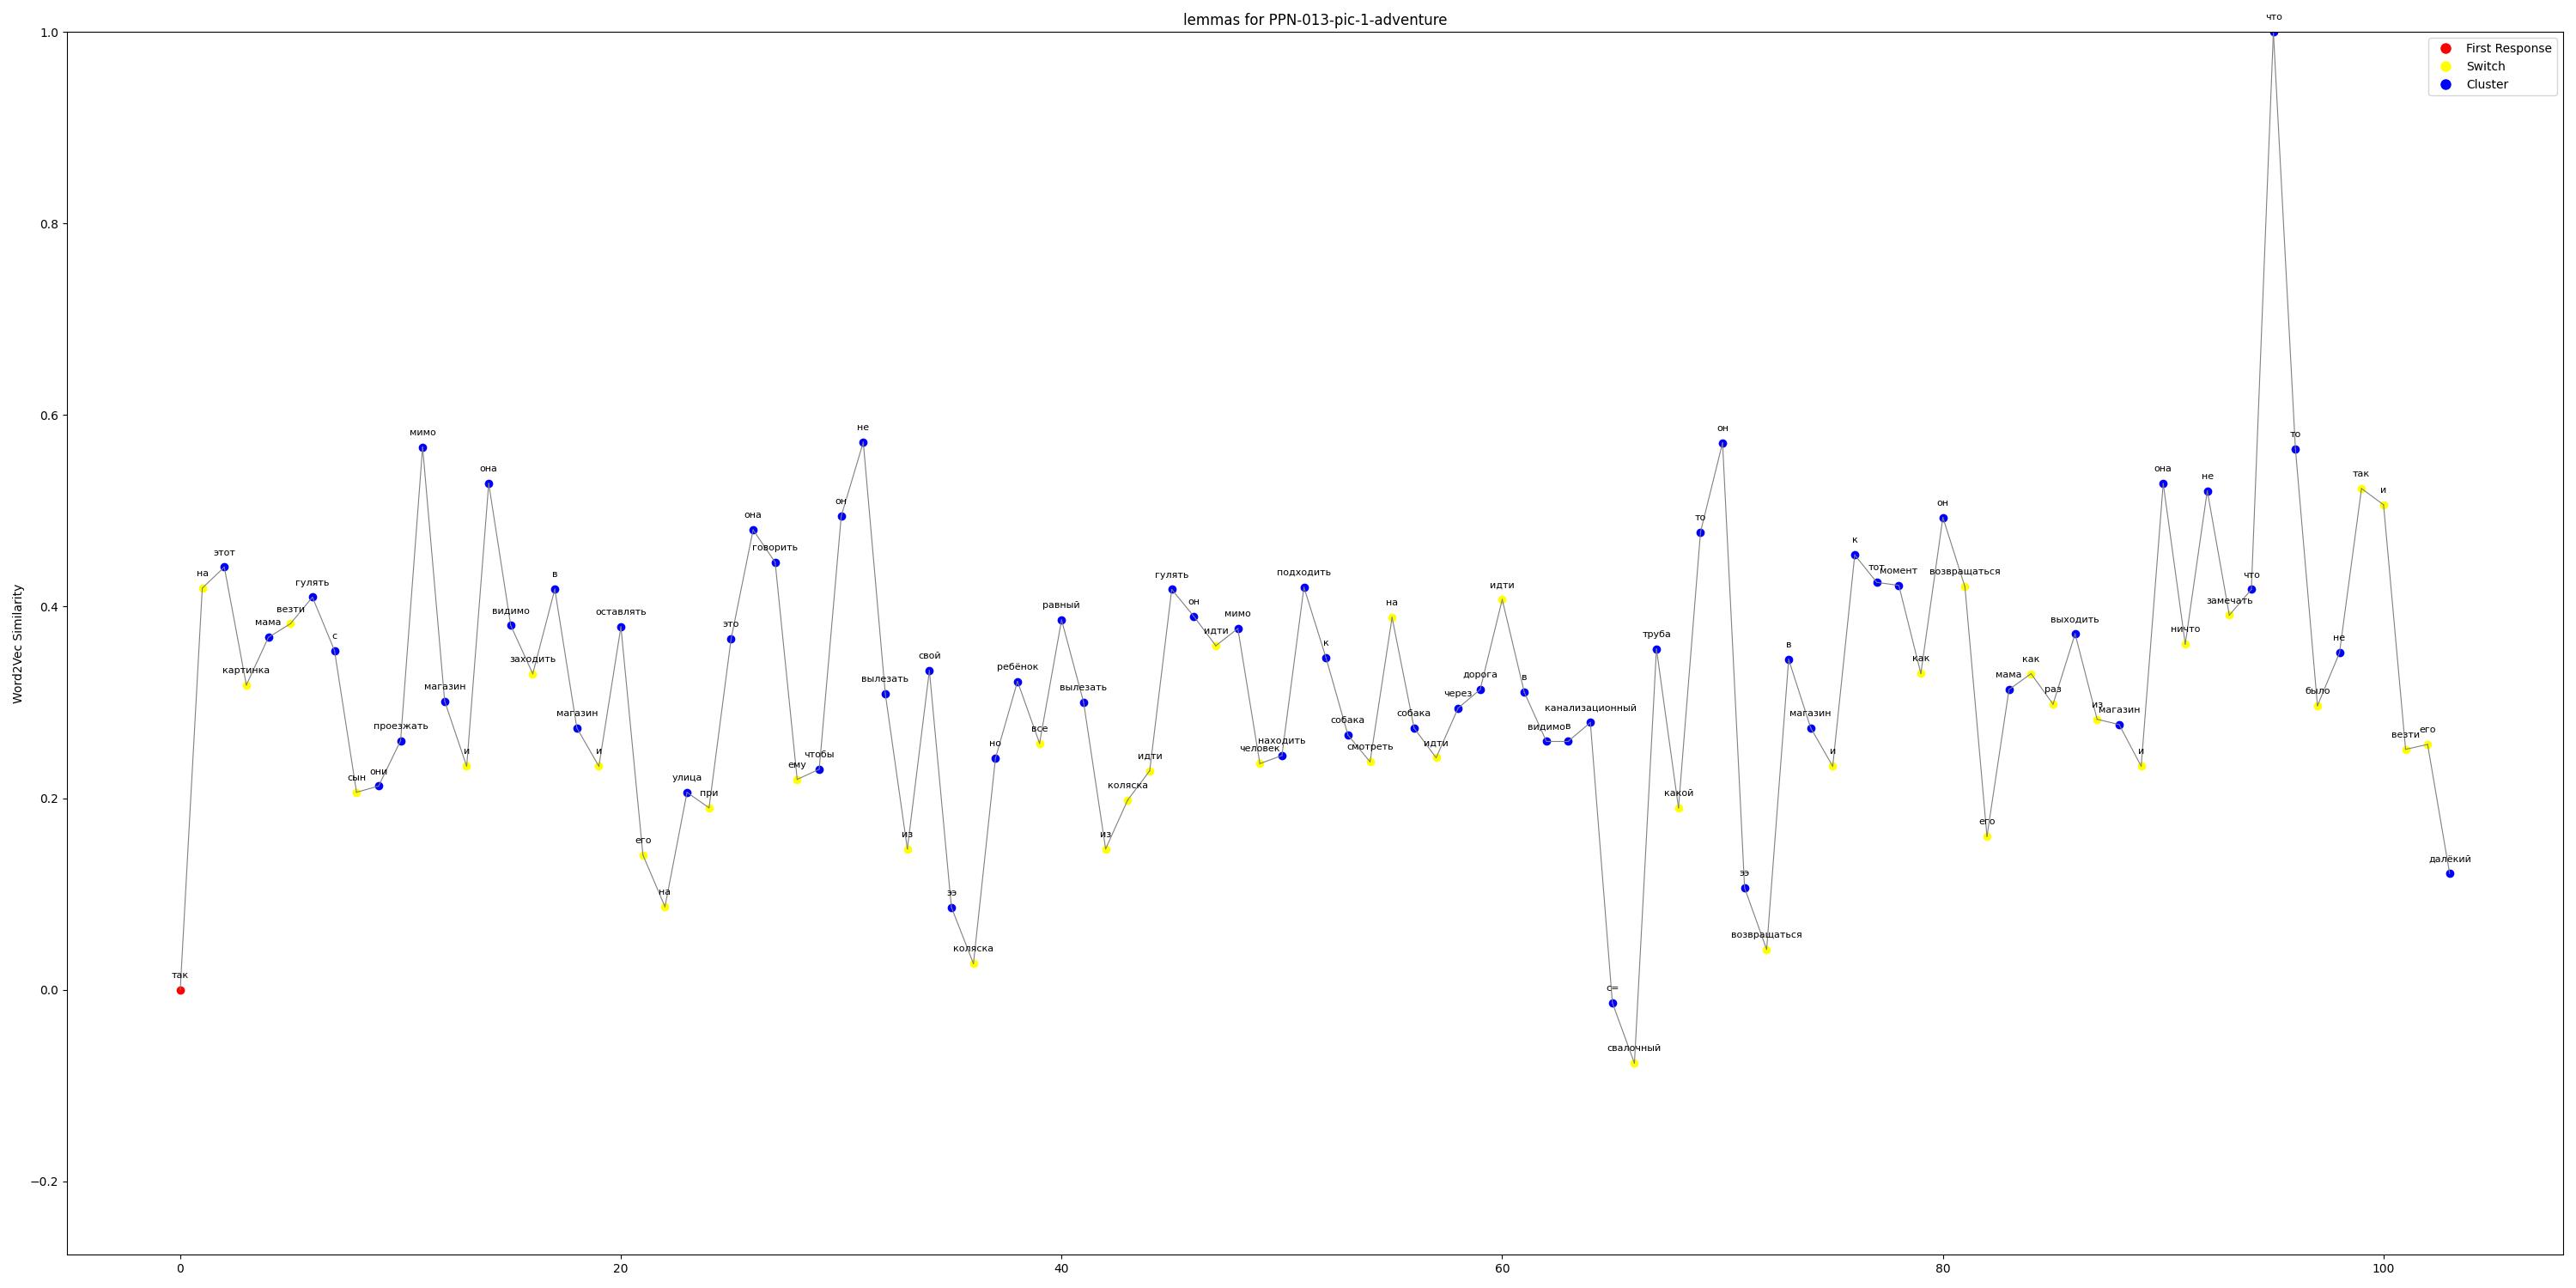 lemmas for PPN-013-pic-1-adventure
Word2Vec Similarity
1.0
0.8
0.6
0.4
0.2
0.0
−0.2
0
20
40
60
80
100
First Response
Switch
Cluster
так
на
этот
картинка
мама
везти
гулять
с
сын
они
проезжать
мимо
магазин
и
она
видимо
заходить
в
магазин
и
оставлять
его
на
улица
при
это
она
говорить
ему
чтобы
он
не
вылезать
из
свой
ээ
коляска
но
ребёнок
все
равный
вылезать
из
коляска
идти
гулять
он
идти
мимо
человек
находить
подходить
к
собака
смотреть
на
собака
идти
через
дорога
идти
в
видимо
в
канализационный
с=
свалочный
труба
какой
то
он
ээ
возвращаться
в
магазин
и
к
тот
момент
как
он
возвращаться
его
мама
как
раз
выходить
из
магазин
и
она
ничто
не
замечать
что
что
то
было
не
так
и
везти
его
далёкий